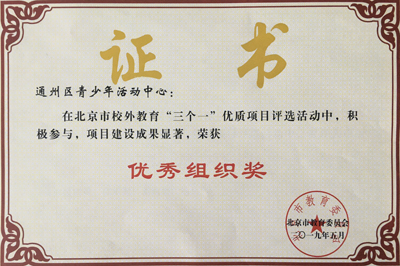 证书
通州区青少年活动中心：
在北京市校外教育“三个一”优质项目评选活动中，积
极参与，项目建设成果显著，荣获
优秀组织奖
北京市教育委员会
二〇一九年五月